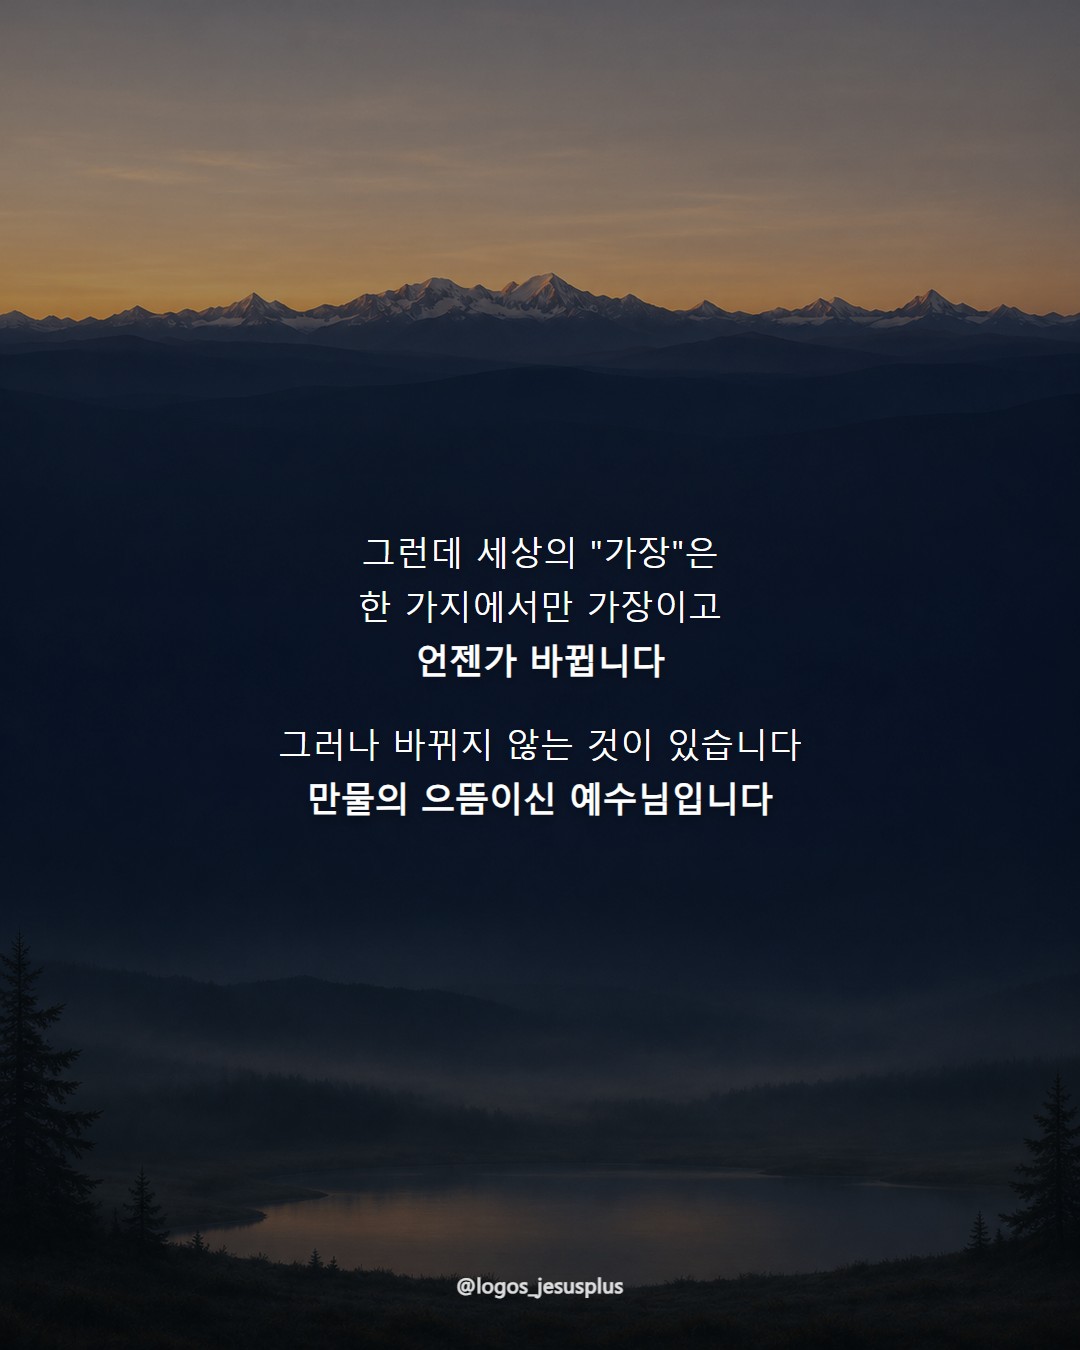 그런데 세상의 "가장"은
한 가지에서만 가장이고
언젠가 바뀝니다
그러나 바뀌지 않는 것이 있습니다
만물의 으뜸이신 예수님입니다
@logos_jesusplus